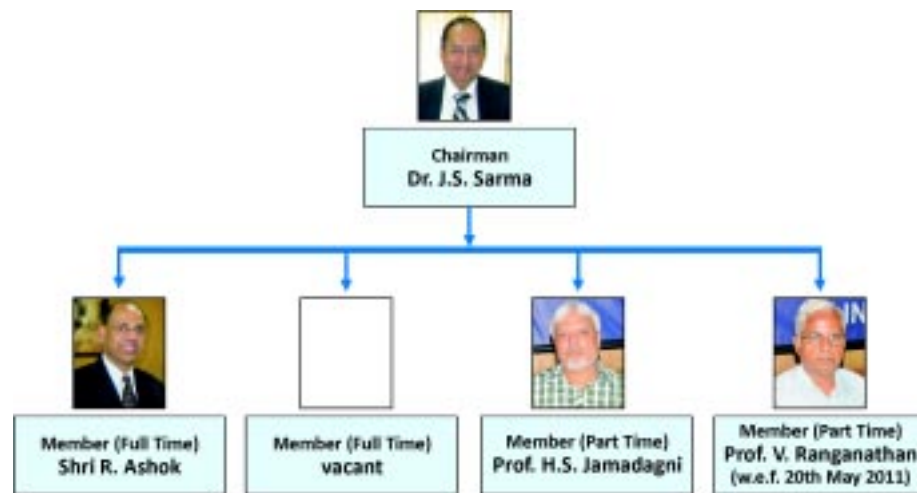 Chairman
Dr. J.S. Sarma
IN
Member (Full Time)
Shri R. Ashok
Member (Full Time)
vacant
Member (Part Time)
Prof. H.S. Jamadagni
Member (Part Time)
Prof. V. Ranganathan
(w.e.f. 20th May 2011)